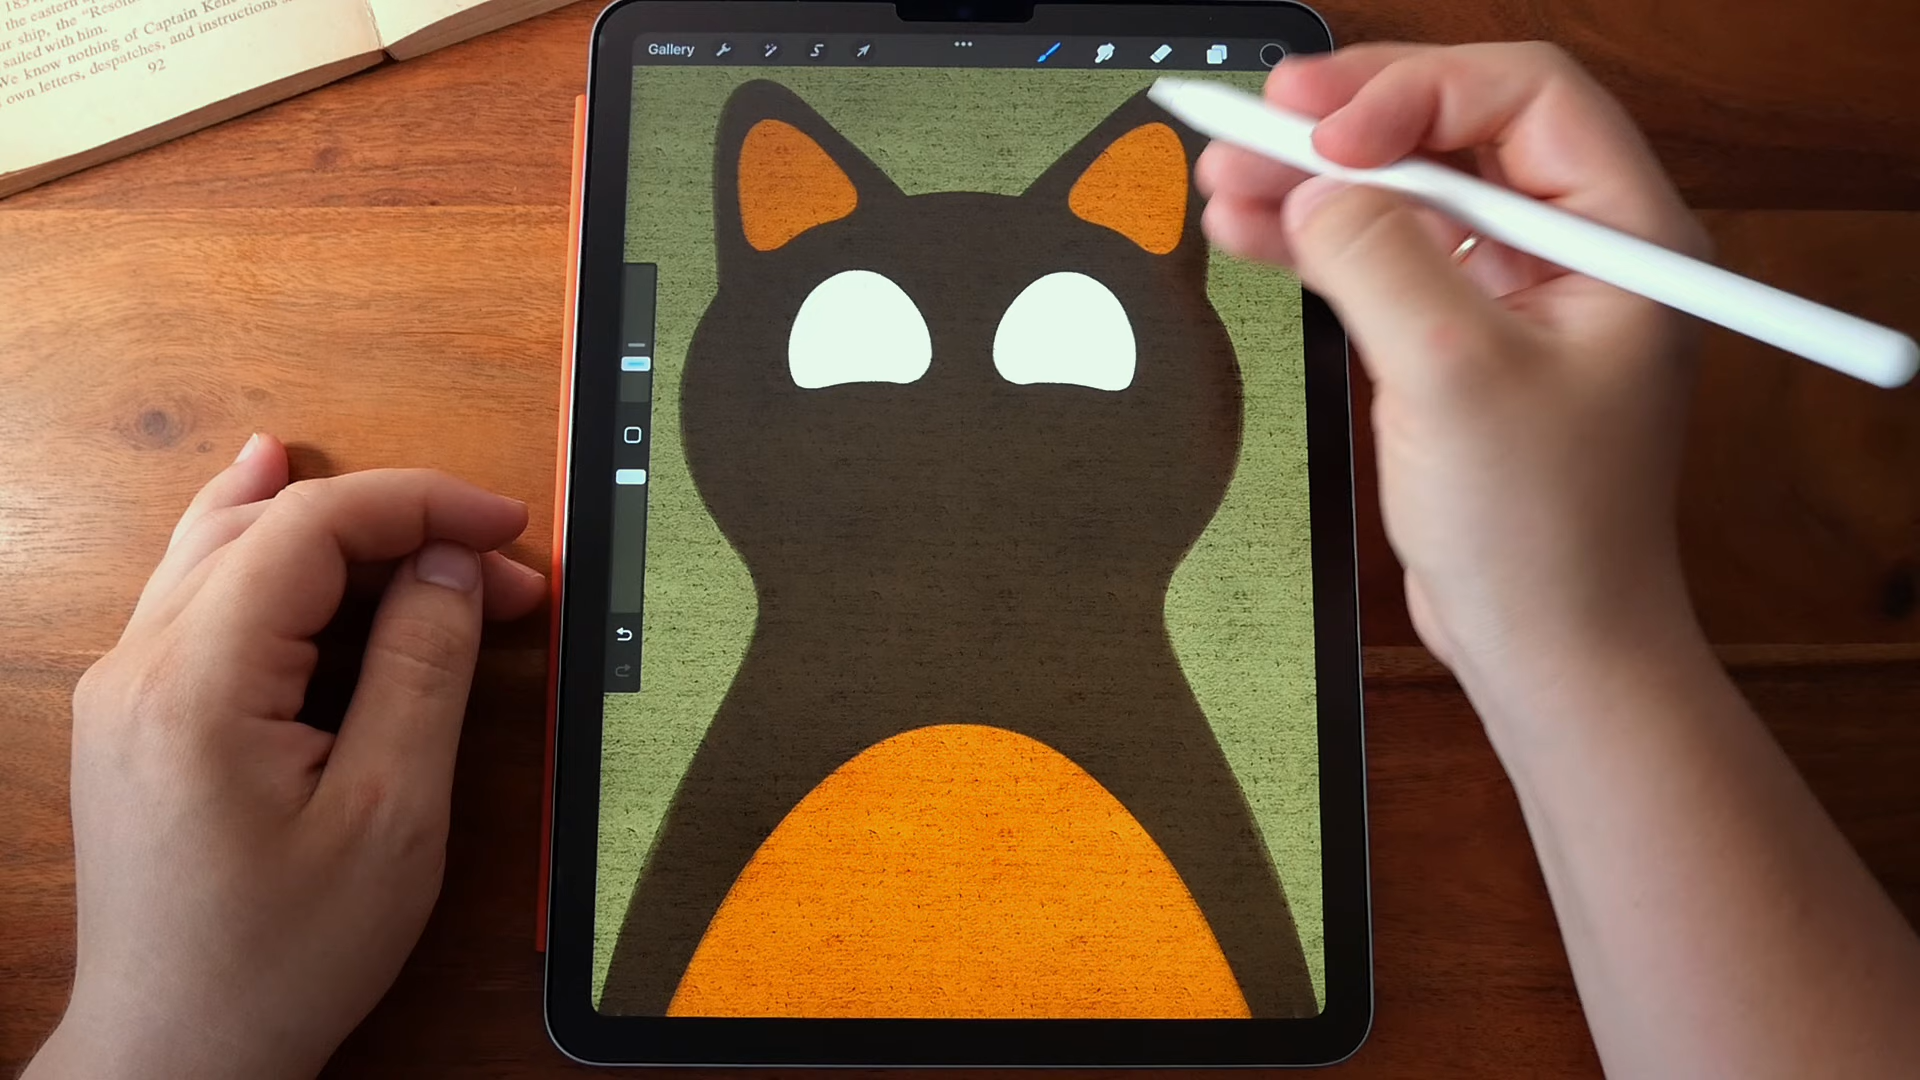 the eastern
ur ship, the "Resol
sailed with him.
We know nothing of Captain Kend
own letters, despatches, and instructions
92
Gallery